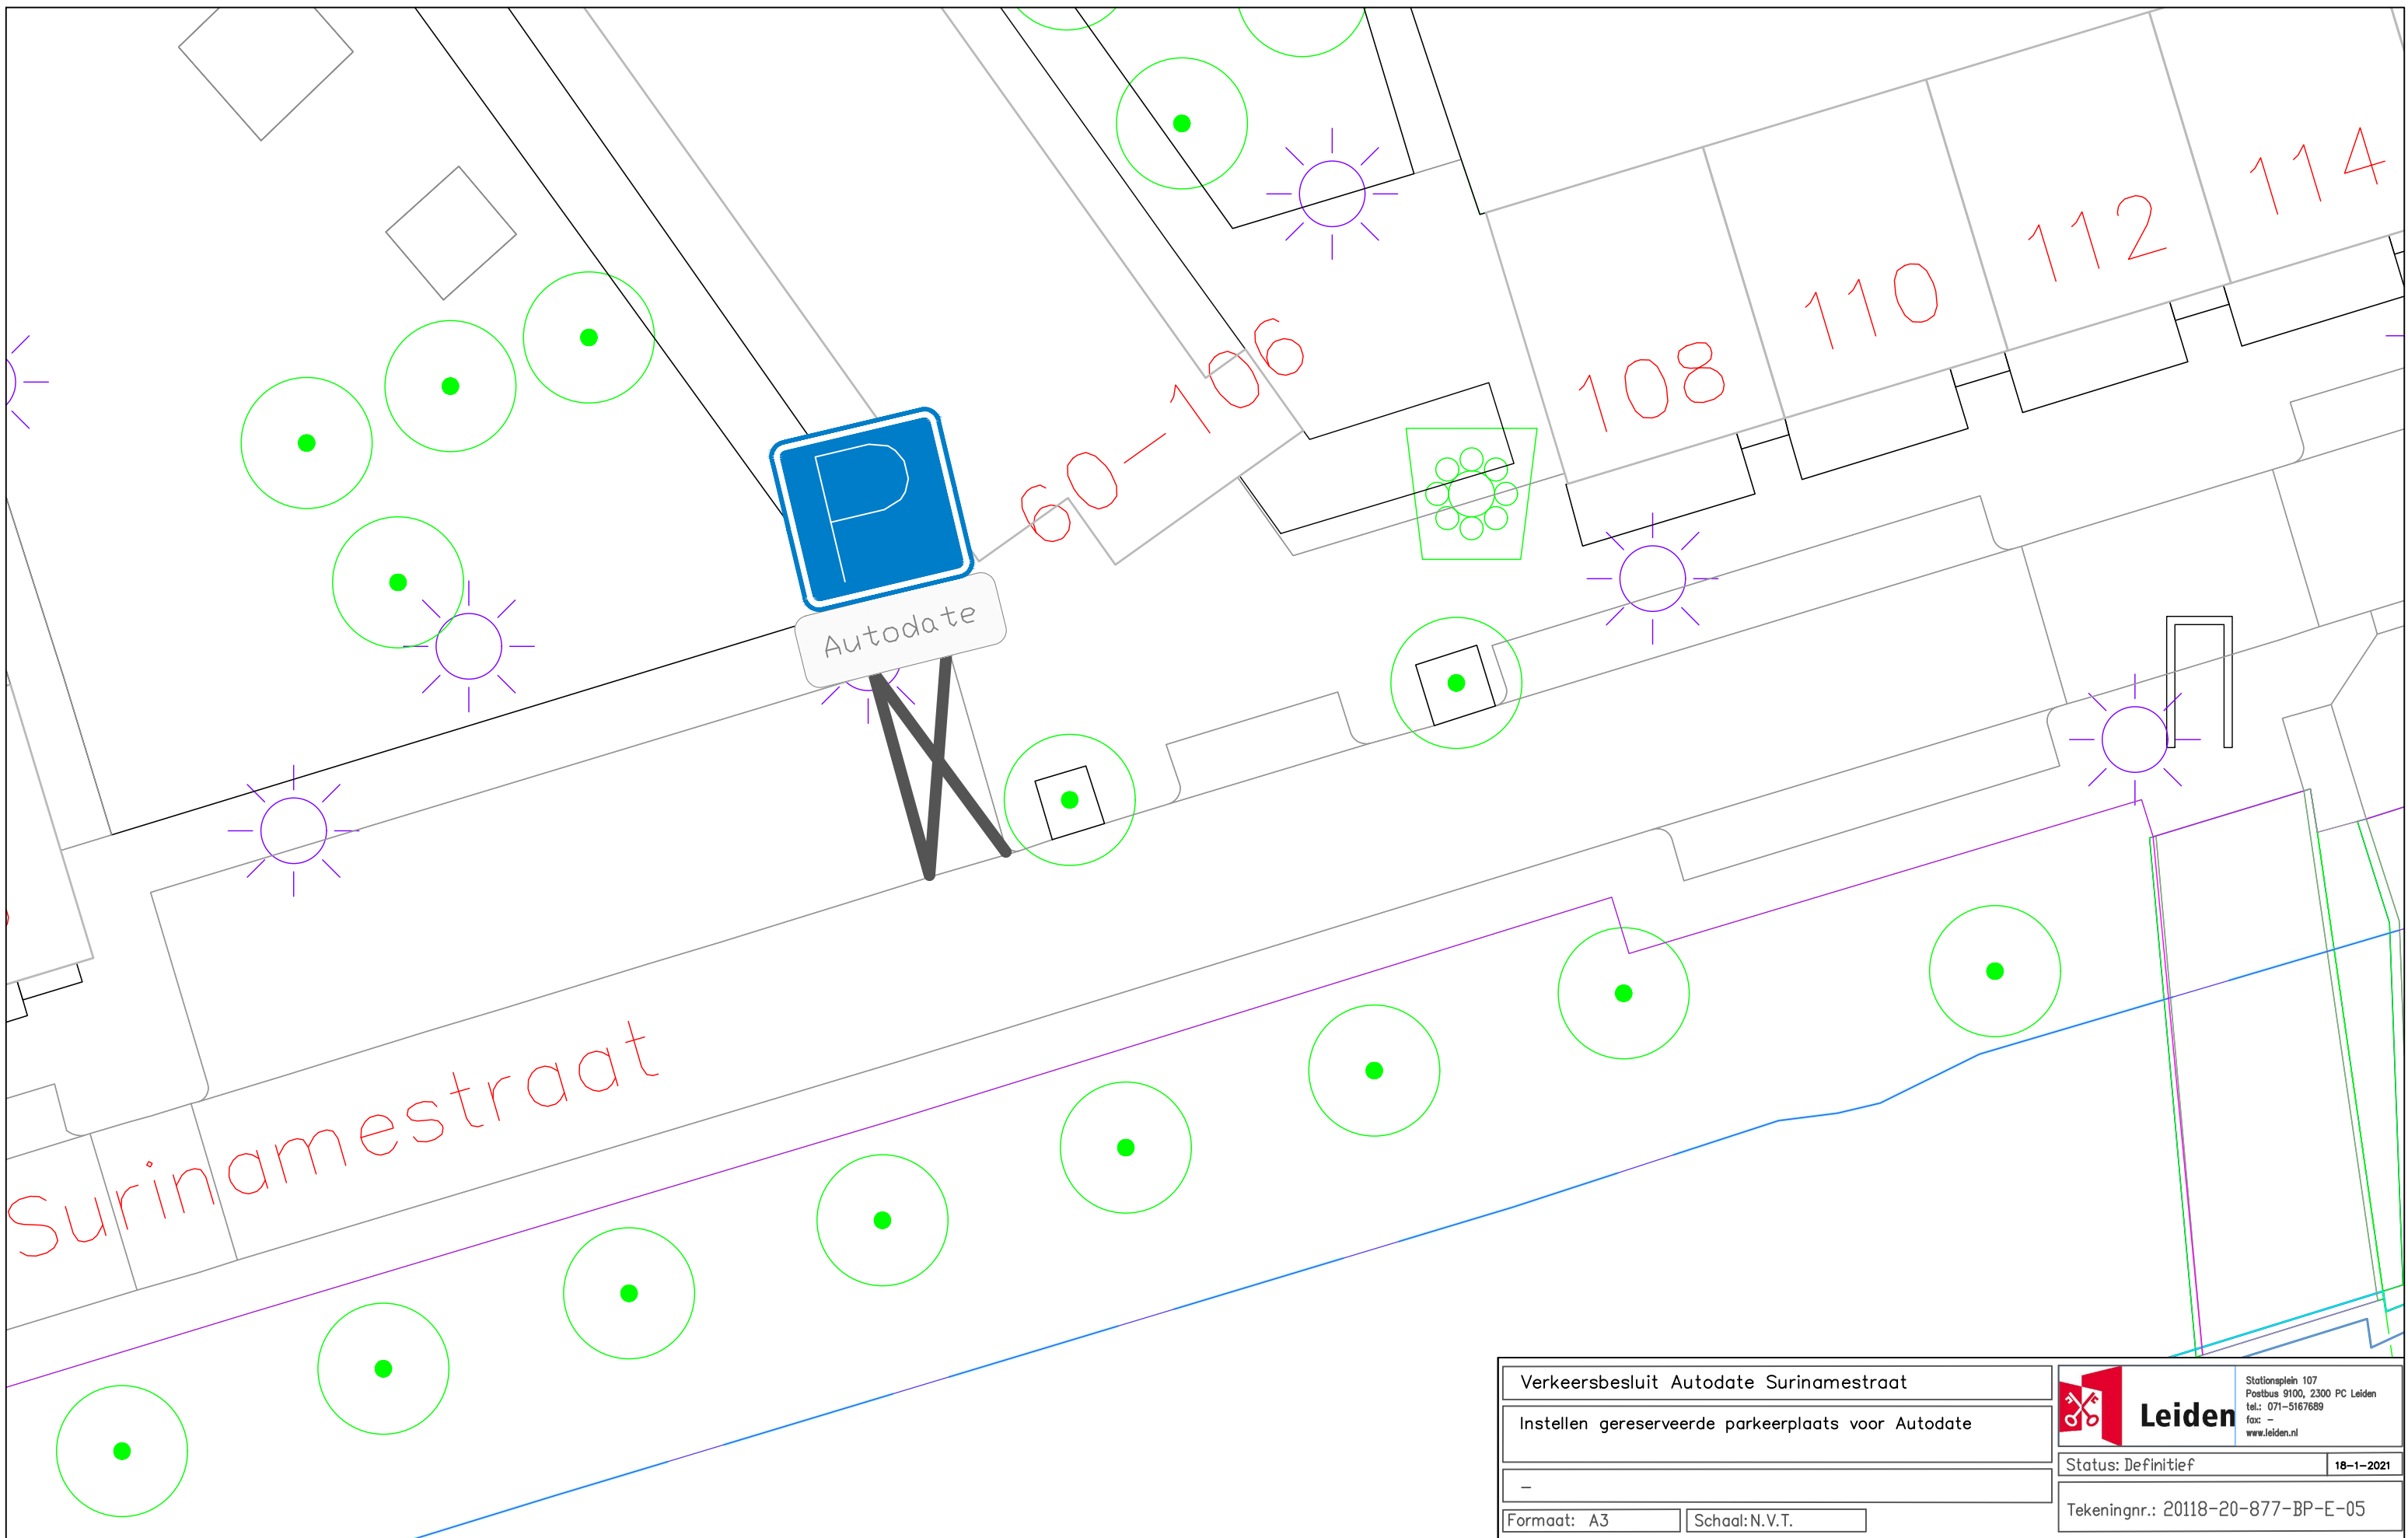 114
112
110
108
60-106
P
Autodate
Surinamestraat
Verkeersbesluit Autodate Surinamestraat
Instellen gereserveerde parkeerplaats voor Autodate
-
Formaat: A3
Schaal: N.V.T.
Leiden
Stationsplein 107
Postbus 9100, 2300 PC Leiden
tel.: 071-5167689
fax: -
www.leiden.nl
Status: Definitief
18-1-2021
Tekeningnr.: 20118-20-877-BP-E-05